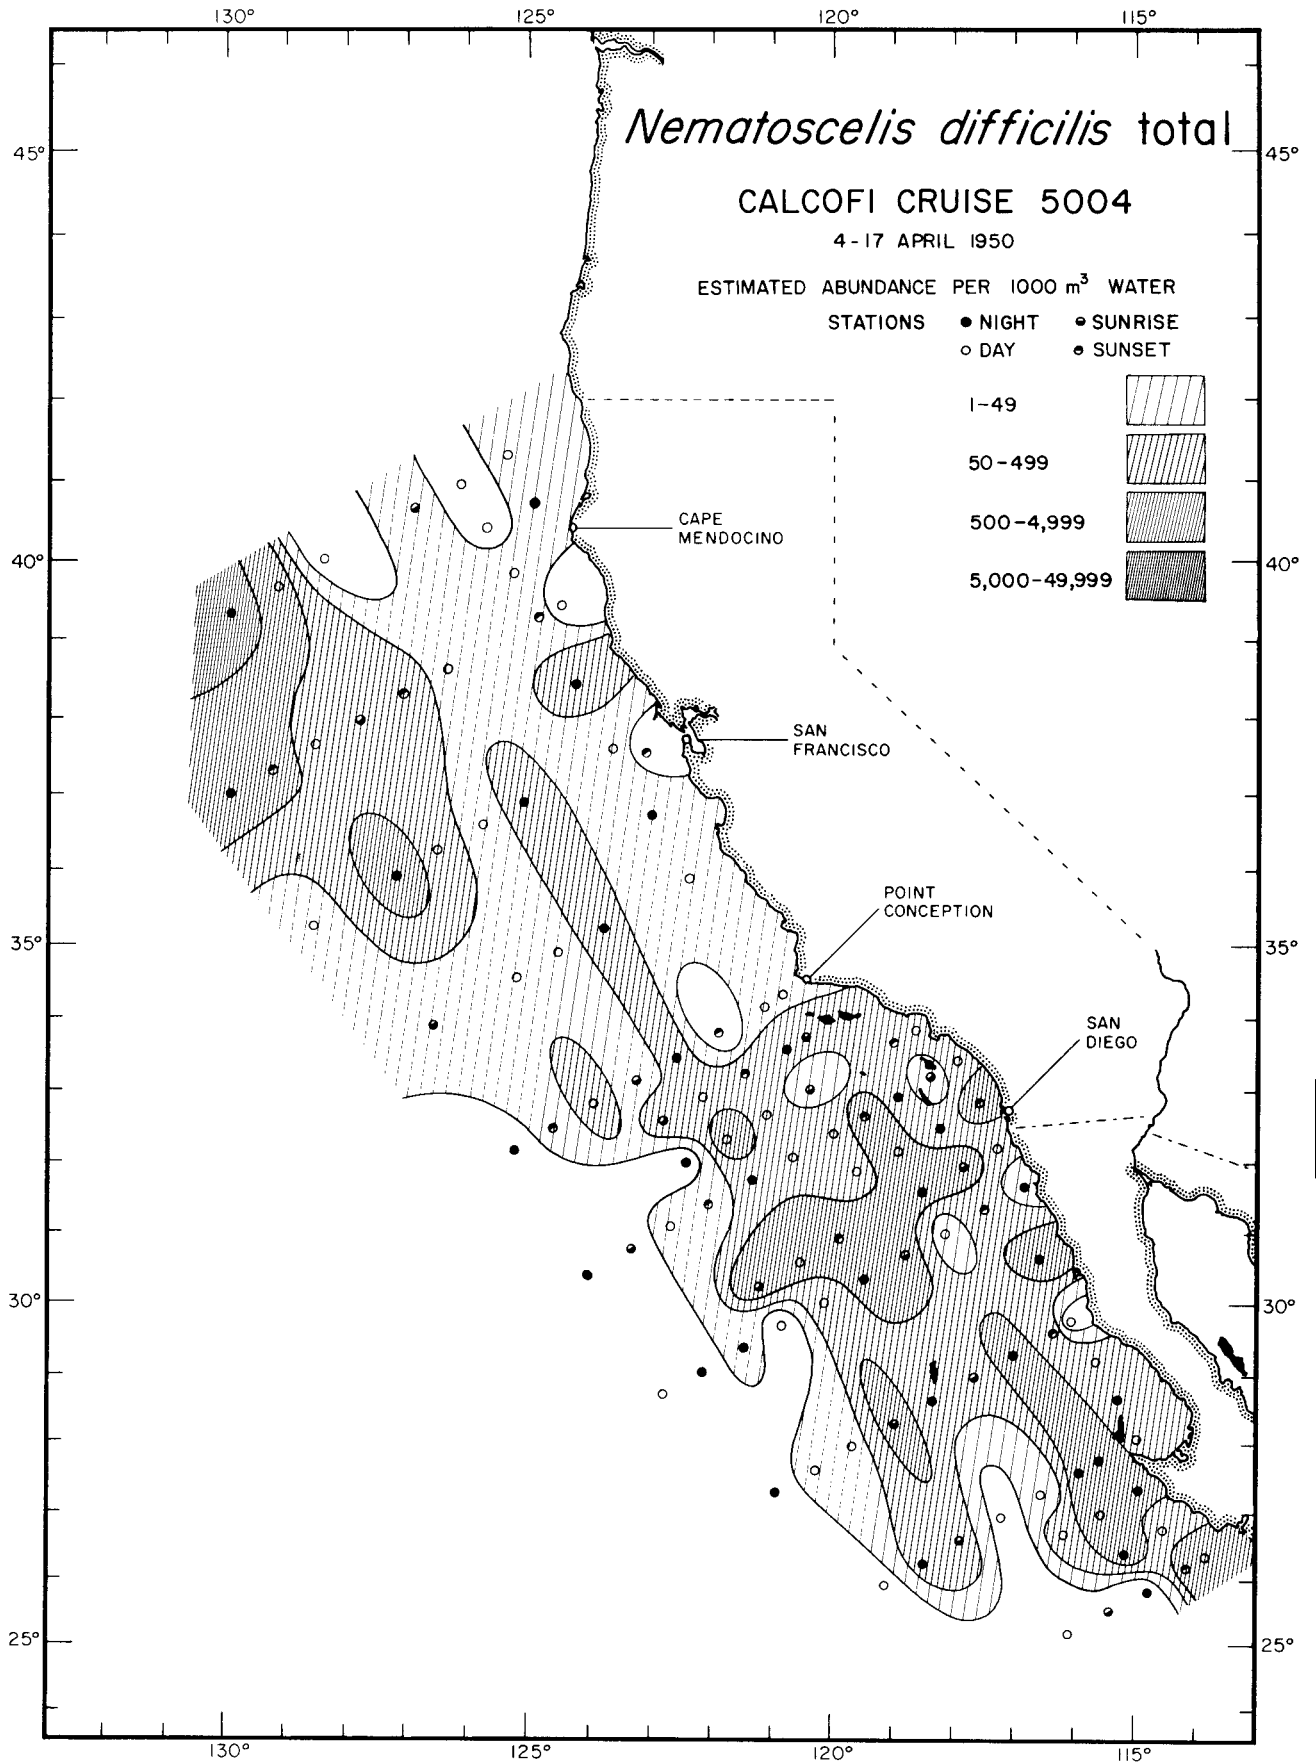 130° 125° 120° 115°
Nematoscelis difficilis total
45° 45°
CALCOFI CRUISE 5004
4-17 APRIL 1950
ESTIMATED ABUNDANCE PER 1000 m³ WATER
STATIONS ● NIGHT SUNRISE
○ DAY SUNSET
1-49
50-499
500-4,999
5,000-49,999
CAPE
MENDOCINO
40° 40°
SAN
FRANCISCO
POINT
CONCEPTION
35° 35°
SAN
DIEGO
30° 30°
25° 25°
130° 125° 120° 115°